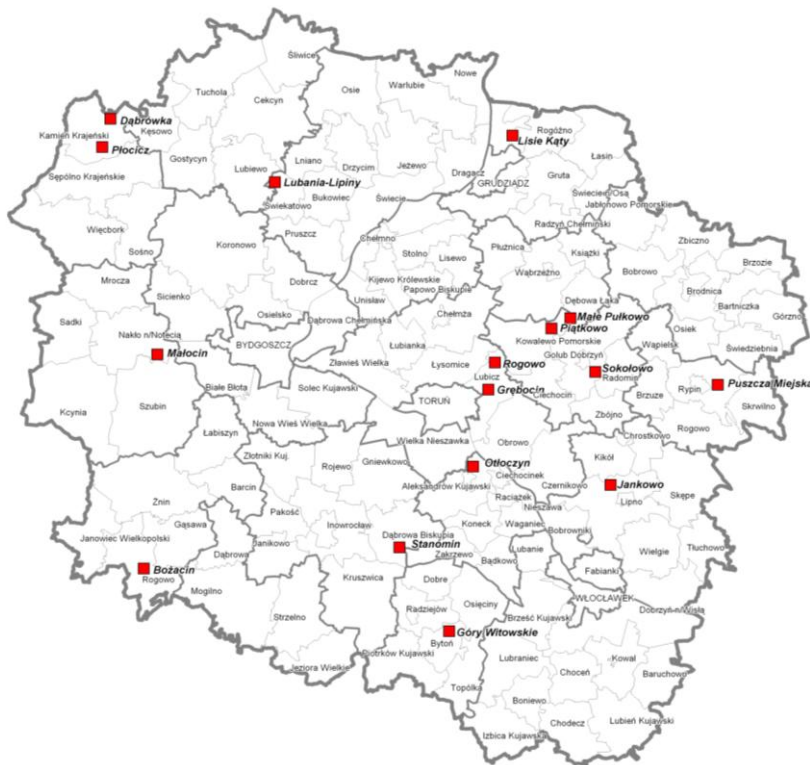 Śliwice
Nowe
Osie
Warlubie
Tuchola
Cekcyn
Dąbrówka
Kęsowo
Rogóźno
Lisie Kąty
Kamień Krajeński
Płocicz
Gostycyn
Lubiewo
Lniano
Drzycim
Jeżewo
Dragacz
Łasin
Sępólno Krajeńskie
Lubania-Lipiny
GRUDZIĄDZ
Gruta
Świecie n/Osą
Świekatowo
Bukowiec
Świecie
Jabłonowo Pomorskie
Więcbork
Sośno
Koronowo
Pruszcz
Chełmno
Stolno
Lisewo
Radzyń Chełmiński
Płużnica
Książki
Zbiczno
Brzozie
Mrocza
Dobrcz
Kijewo Królewskie
Papowo Biskupie
Wąbrzeźno
Bobrowo
Brodnica
Sicienko
Unisław
Dębowa Łąka
Bartniczka
Sadki
Osielsko
Dąbrowa Chełmińska
Chełmża
Małe Pułkowo
Górzno
Nakło n/Notecią
BYDGOSZCZ
Piątkowo
Kowalewo Pomorskie
Osiek
Wąpielsk
Świedziebnia
Małocin
Zławieś Wielka
Łubianka
Łysomice
Rogowo
Golub Dobrzyń
Lubicz
Sokołowo
Radomin
Puszcza Miejska
Białe Błota
Solec Kujawski
Grębocin
Ciechocin
Brzuze
Rypin
Kcynia
Szubin
TORUŃ
Skrwilno
Nowa Wieś Wielka
Zbójno
Rogowo
Łabiszyn
Wielka Nieszawka
Obrowo
Chrostkowo
Złotniki Kuj.
Rojewo
Gniewkowo
Otłoczyn
Kikół
Ciechocinek
Aleksandrów Kujawski
Czernikowo
Jankowo
Barcin
Raciążek
Lipno
Skępe
Żnin
Pakość
Nieszawa
Gąsawa
Inowrocław
Koneck
Waganiec
Bobrowniki
Janowiec Wielkopolski
Dąbrowa Biskupia
Tłuchowo
Dąbrowa
Janikowo
Stanomin
Zakrzewo
Lubanie
Wielgie
Bożacin
Bądkowo
Fabianki
Rogowo
Mogilno
Kruszwica
Dobre
WŁOCŁAWEK
Radziejów
Osięciny
Dobrzyń n/Wisłą
Strzelno
Brześć Kujawski
Góry Witowskie
Bytoń
Piotrków Kujawski
Lubraniec
Kowal
Jeziora Wielkie
Choceń
Baruchowo
Topólka
Boniewo
Chodecz
Lubień Kujawski
Izbica Kujawska